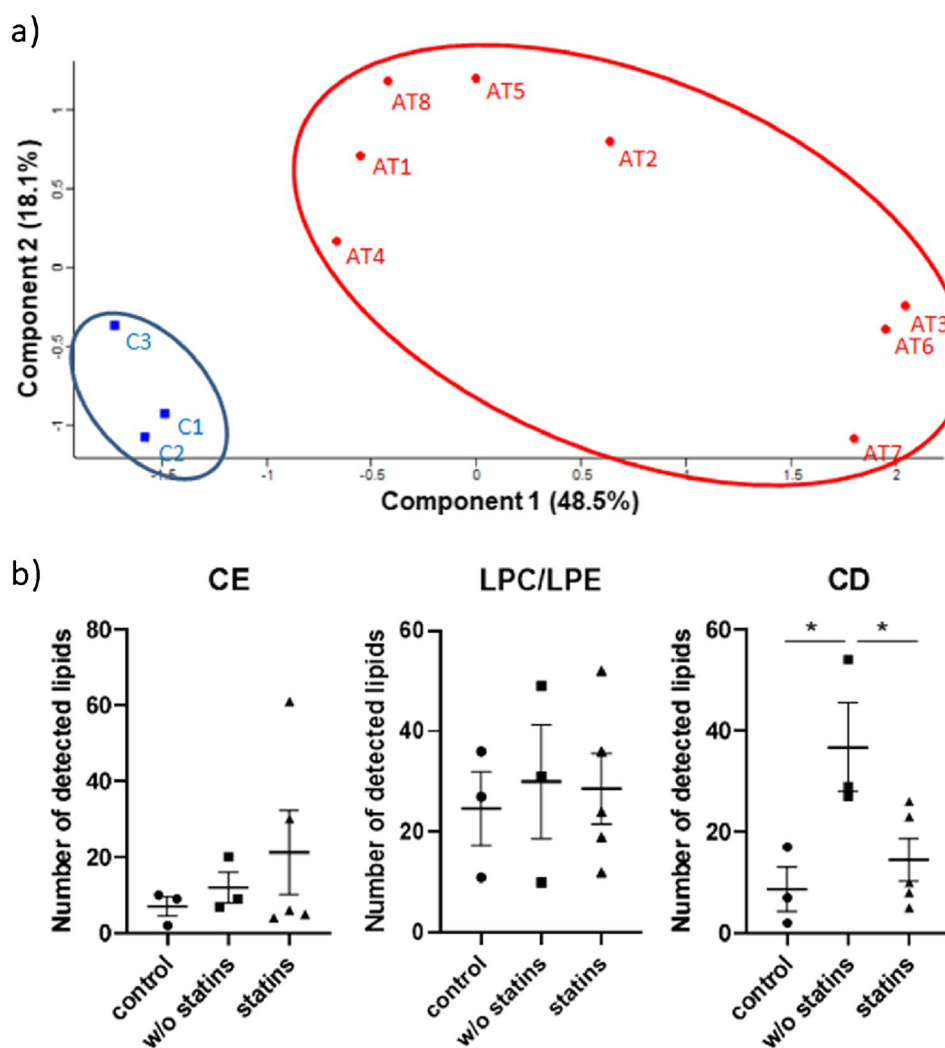 a)
Component 2 (18.1%)
1
0.5
0
-0.5
-1
AT8
AT5
AT1
AT2
AT4
AT3
AT6
AT7
C3
C1
C2
-1.5
-1
-0.5
0
0.5
1
1.5
2
Component 1 (48.5%)
b)
CE
Number of detected lipids
80
60
40
20
0
control
w/o statins
statins
LPC/LPE
Number of detected lipids
60
40
20
0
control
w/o statins
statins
CD
Number of detected lipids
60
40
20
0
* *
control
w/o statins
statins